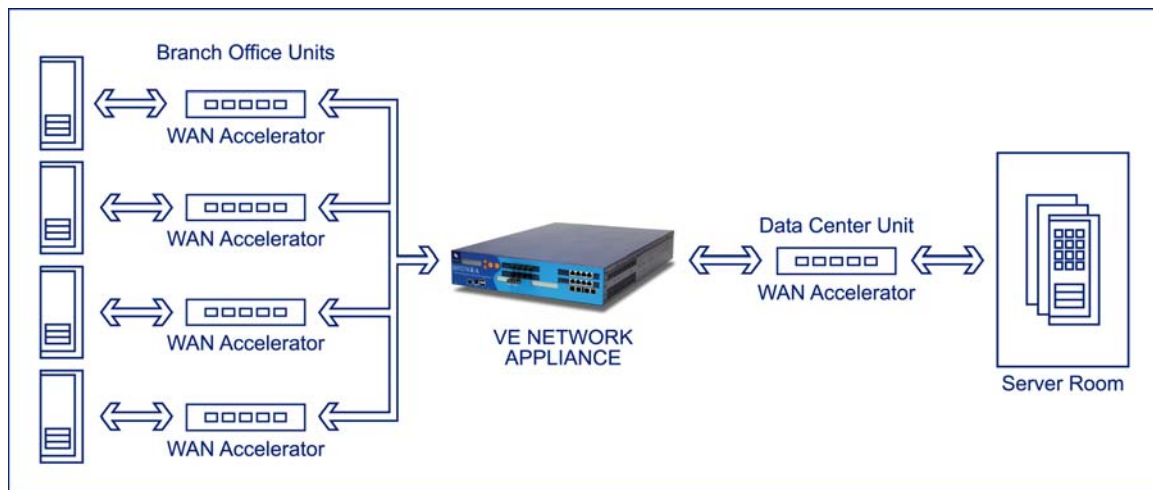 Branch Office Units
WAN Accelerator
WAN Accelerator
WAN Accelerator
WAN Accelerator
VE NETWORK
APPLIANCE
Data Center Unit
WAN Accelerator
Server Room